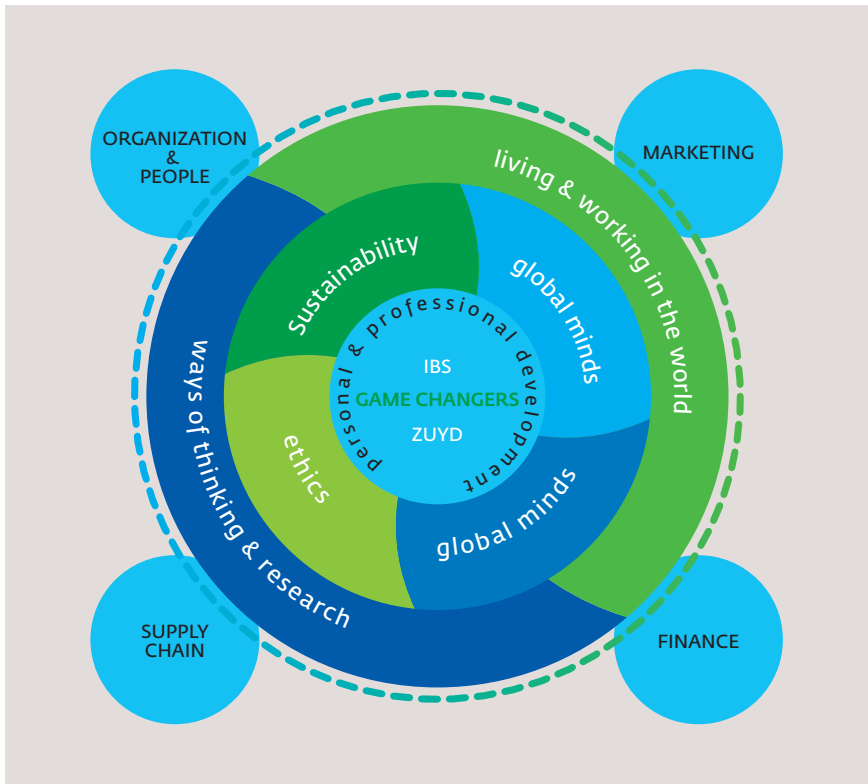 ORGANIZATION
&
PEOPLE
MARKETING
living & working in the world
sustainability
global minds
personal & professional development
IBS
GAME CHANGERS
ZUYD
ways of thinking & research
ethics
global minds
SUPPLY
CHAIN
FINANCE